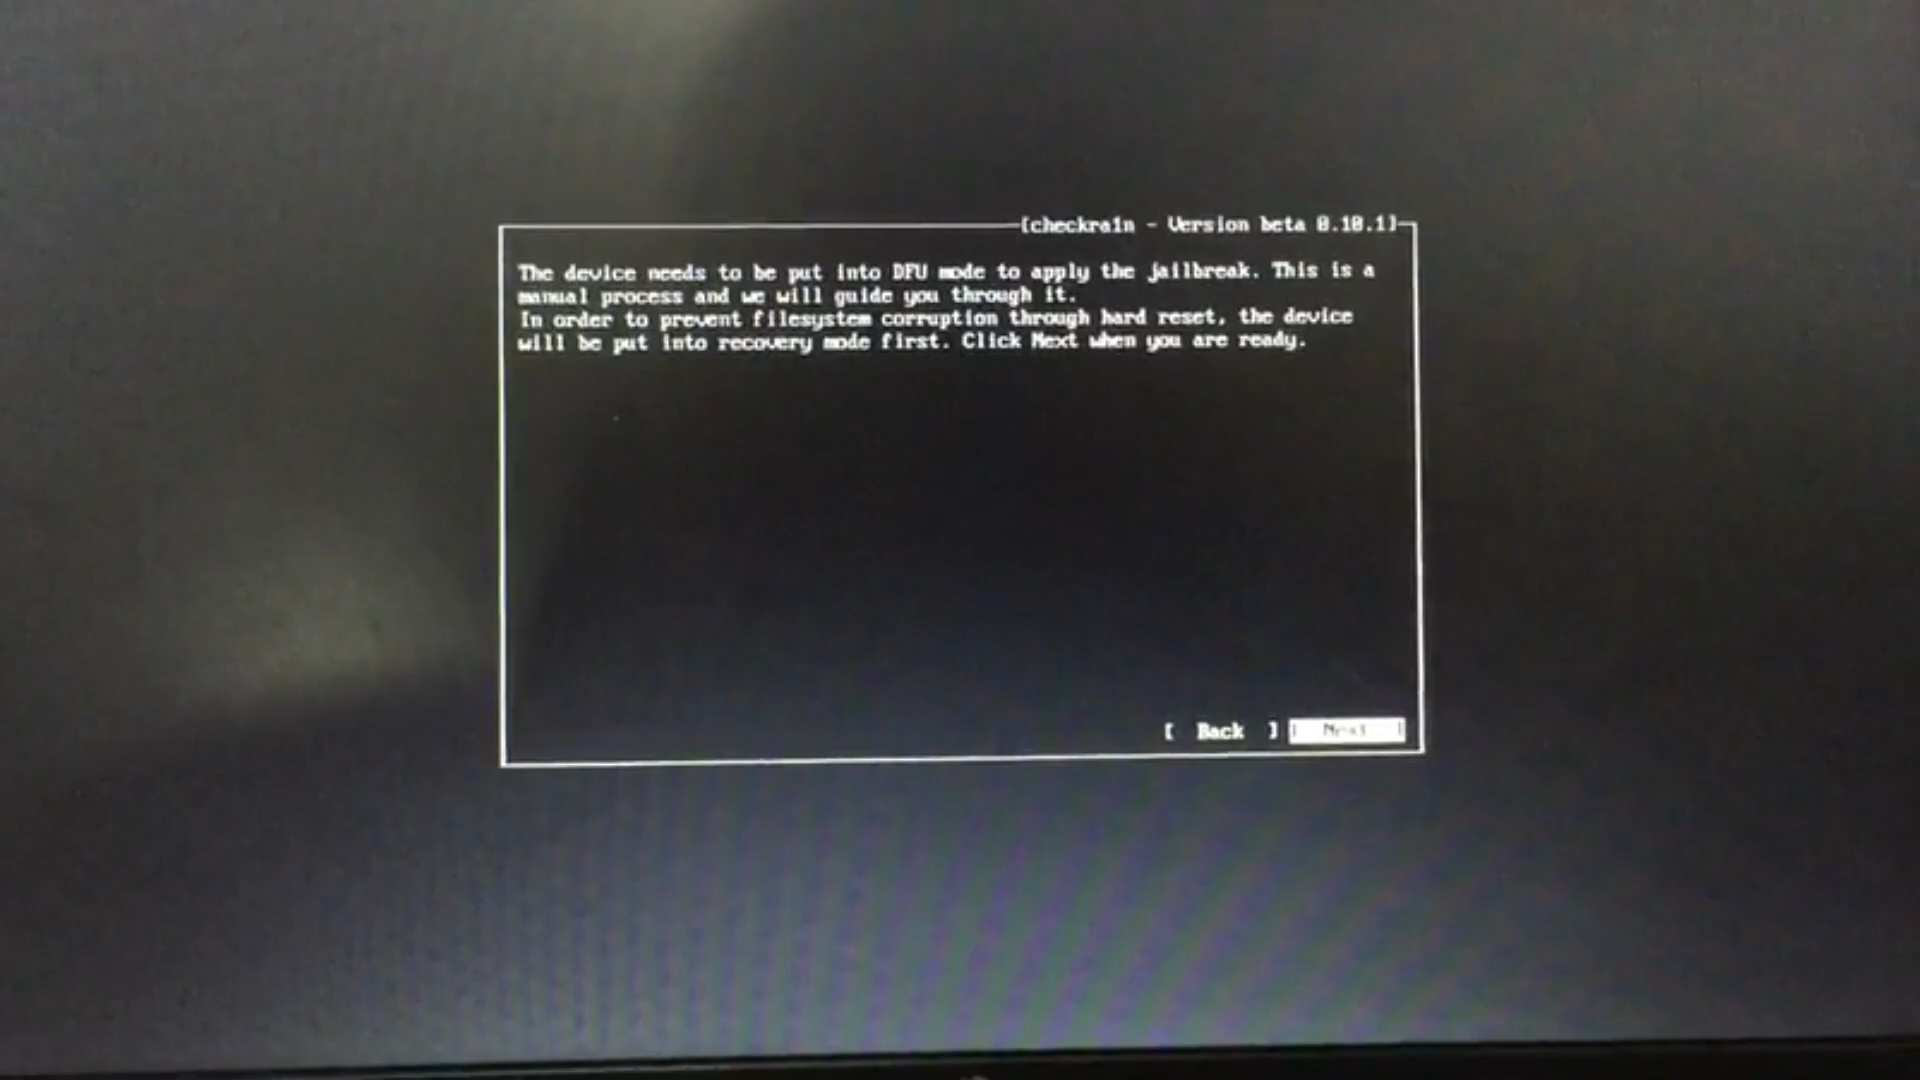 [checkra1n - Version beta 0.10.1]
The device needs to be put into DFU mode to apply the jailbreak. This is a
manual process and we will guide you through it.
In order to prevent filesystem corruption through hard reset, the device
will be put into recovery mode first. Click Next when you are ready.
[ Back ] [ Next ]